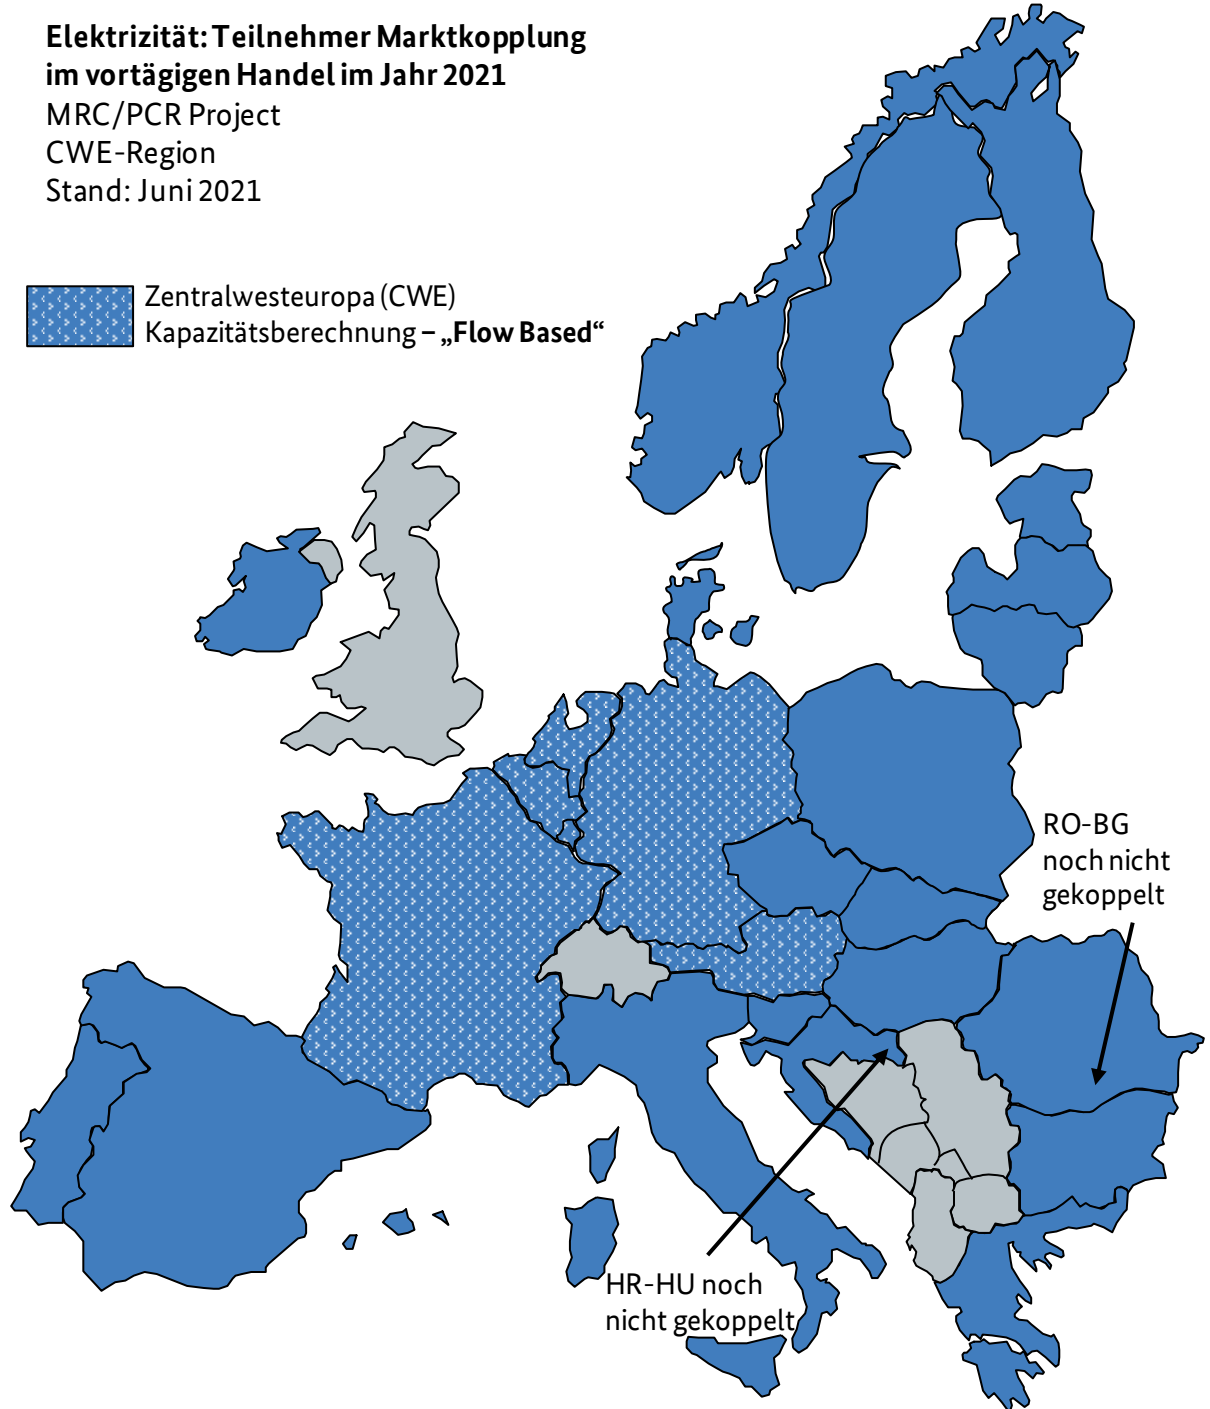 Elektrizität: Teilnehmer Marktkopplung
im vortägigen Handel im Jahr 2021
MRC/PCR Project
CWE-Region
Stand: Juni 2021
Zentralwesteuropa (CWE)
Kapazitätsberechnung – „Flow Based“
RO-BG
noch nicht
gekoppelt
HR-HU noch
nicht gekoppelt